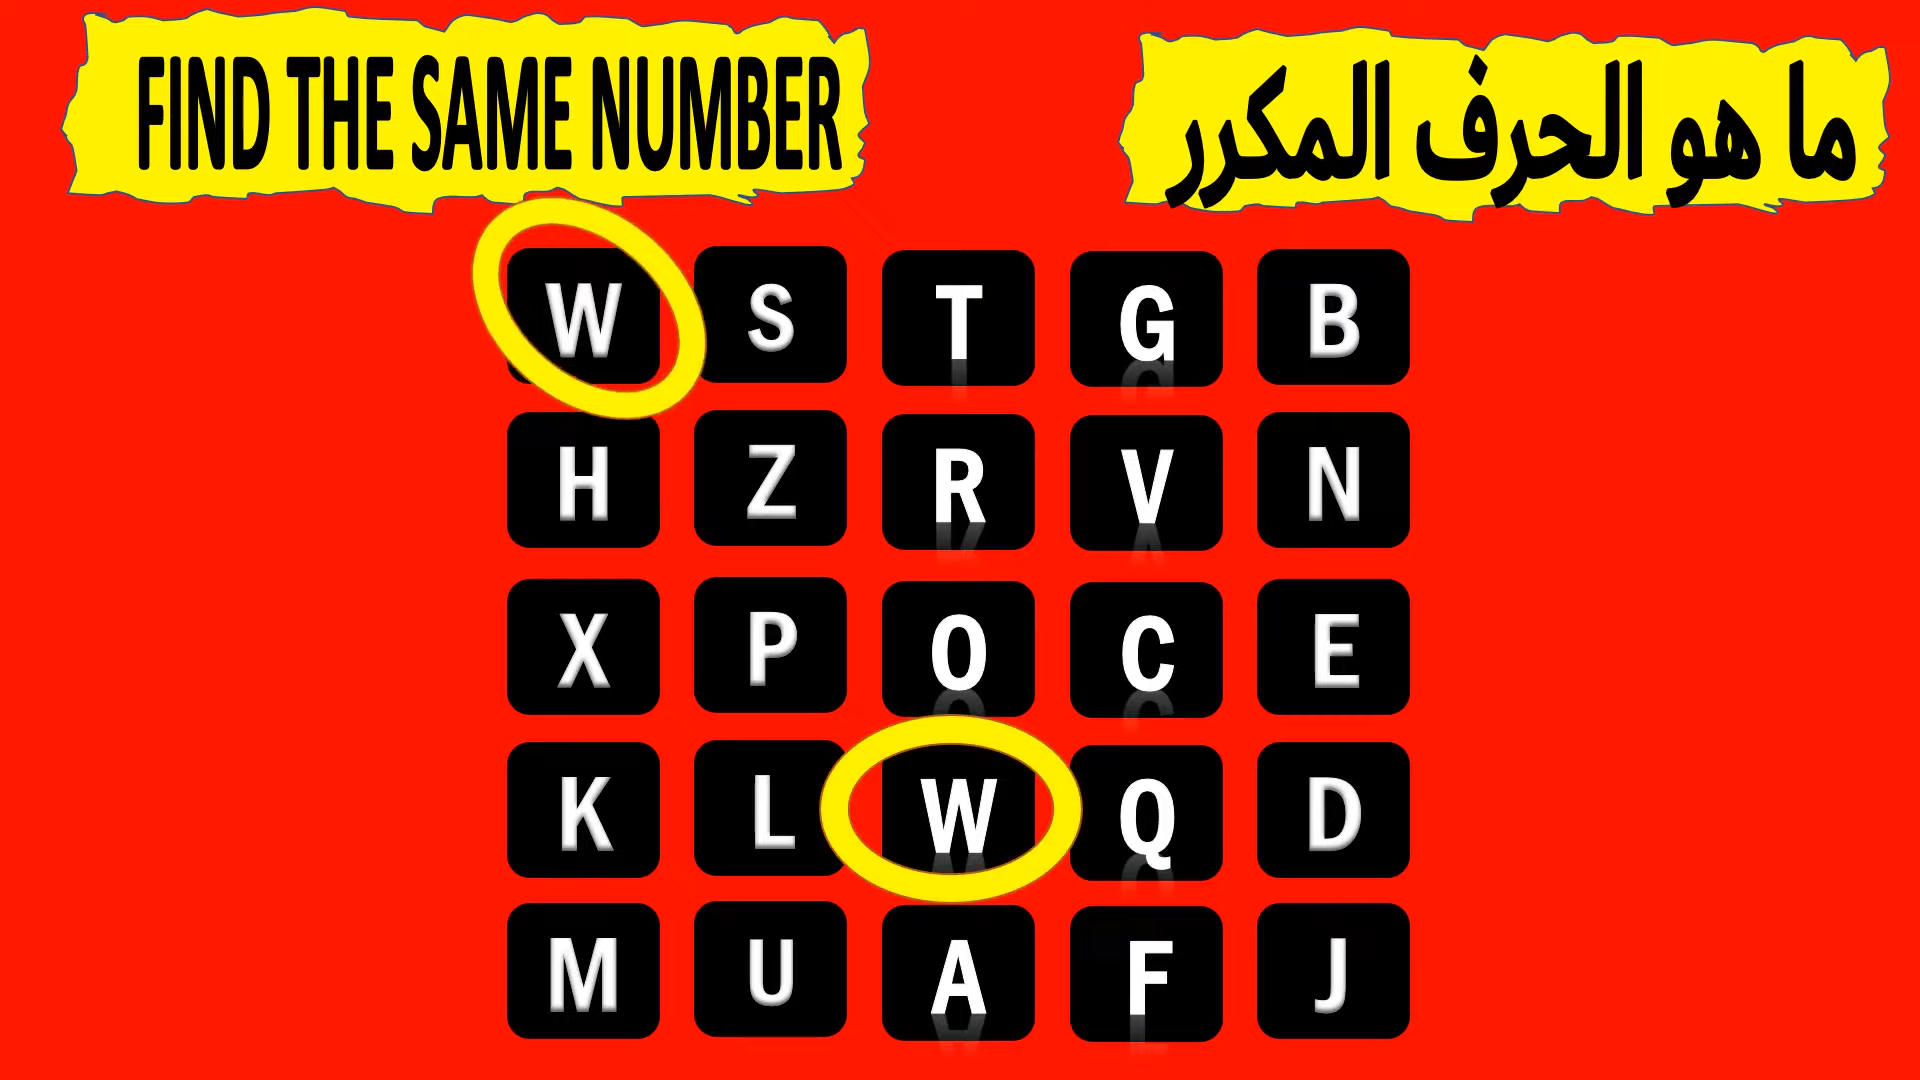 FIND THE SAME NUMBER
ما هو الحرف المكرر
W S T G B
H Z R V N
X P O C E
K L W Q D
M U A F J